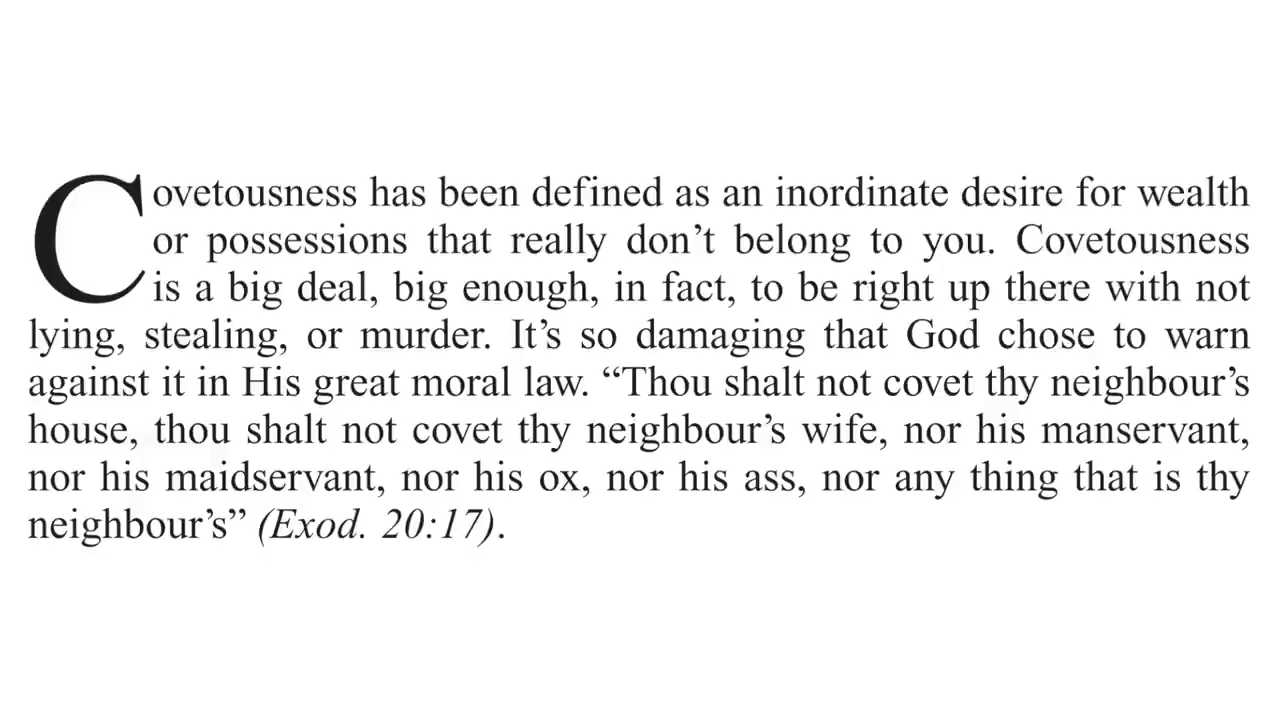 Covetousness has been defined as an inordinate desire for wealth
or possessions that really don’t belong to you. Covetousness
is a big deal, big enough, in fact, to be right up there with not
lying, stealing, or murder. It’s so damaging that God chose to warn
against it in His great moral law. “Thou shalt not covet thy neighbour’s
house, thou shalt not covet thy neighbour’s wife, nor his manservant,
nor his maidservant, nor his ox, nor his ass, nor any thing that is thy
neighbour’s” (Exod. 20:17).